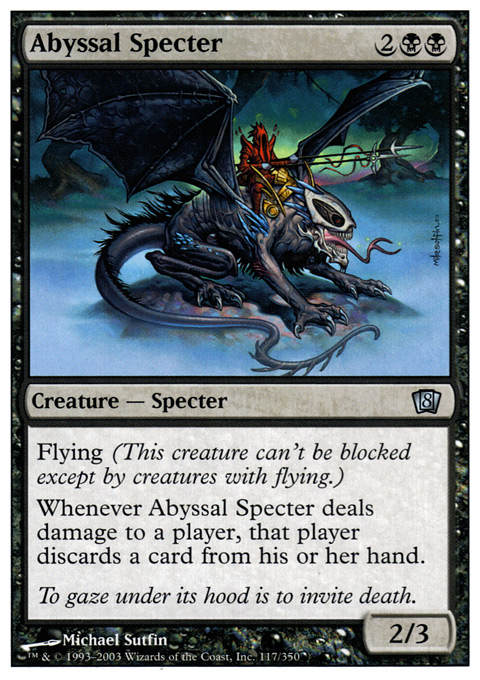 Abyssal Specter 2
Creature — Specter 8
Flying (This creature can't be blocked
except by creatures with flying.)
Whenever Abyssal Specter deals
damage to a player, that player
discards a card from his or her hand.
To gaze under its hood is to invite death.
2/3
Michael Sutfin
™ & © 1993–2003 Wizards of the Coast, Inc. 117/350